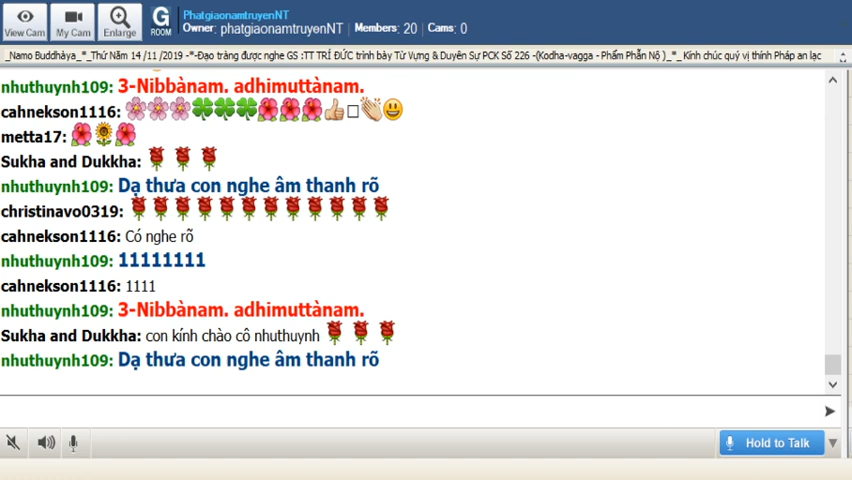 PhatgiaonamtruyenNT
Owner: phatgiaonamtruyenNT | Members: 20 | Cams: 0
View Cam
My Cam
Enlarge
G
ROOM
_Namo Buddhàya_*_Thứ Năm 14 /11 /2019 -*-Đạo tràng được nghe GS :TT TRÍ ĐỨC trình bày Từ Vựng & Duyên Sự PCK Số 226 -(Kodha-vagga - Phẩm Phẫn Nộ )_*_ Kính chúc quý vị thính Pháp an lạc
nhuthuynh109: 3-Nibbànam. adhimuttànam.
cahnekson1116: 🌸🌸🌸🍀🍀🍀🌺🌺🌺👍🏼□👏🏼😃
metta17: 🌺🌻🌺
Sukha and Dukkha: 🌹 🌹 🌹
nhuthuynh109: Dạ thưa con nghe âm thanh rõ
christinavo0319: 🌹🌹🌹🌹🌹🌹🌹🌹🌹🌹🌹
cahnekson1116: Có nghe rõ
nhuthuynh109: 11111111
cahnekson1116: 1111
nhuthuynh109: 3-Nibbànam. adhimuttànam.
Sukha and Dukkha: con kính chào cô nhuthuynh 🌹 🌹 🌹
nhuthuynh109: Dạ thưa con nghe âm thanh rõ
Hold to Talk